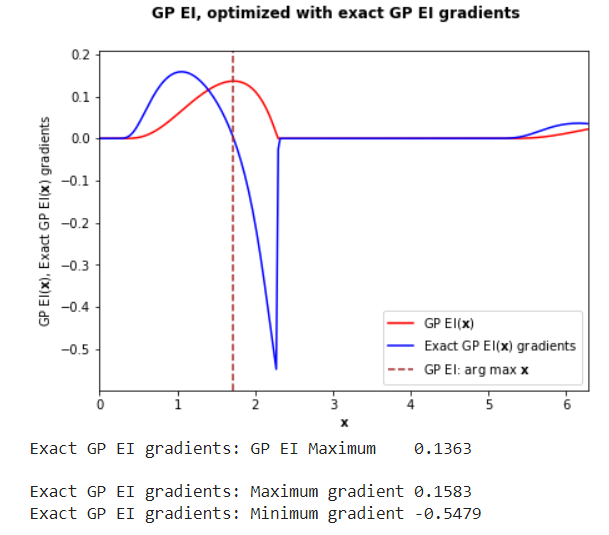 GP EI, optimized with exact GP EI gradients
0.2
0.1
0.0
−0.1
−0.2
−0.3
−0.4
−0.5
GP EI(x), Exact GP EI(x) gradients
GP EI(x)
Exact GP EI(x) gradients
GP EI: arg max x
0 1 2 3 4 5 6
x
Exact GP EI gradients: GP EI Maximum 0.1363
Exact GP EI gradients: Maximum gradient 0.1583
Exact GP EI gradients: Minimum gradient -0.5479